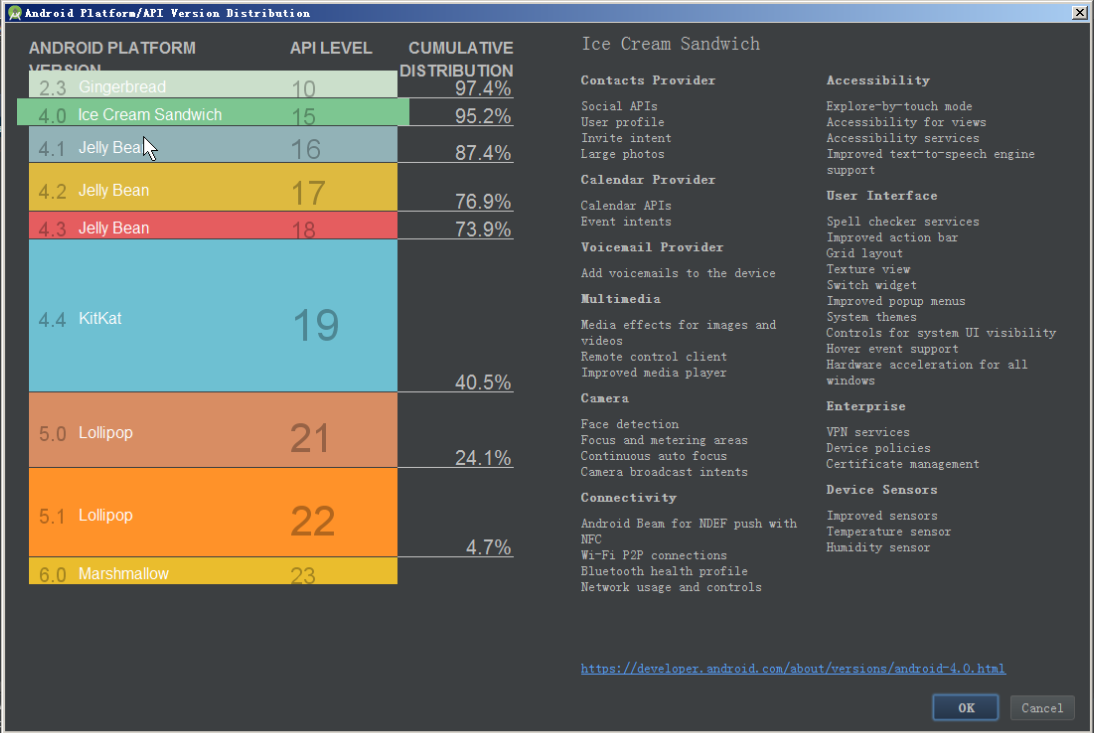 Android Platform/API Version Distribution
ANDROID PLATFORM
VERSION
API LEVEL
CUMULATIVE
DISTRIBUTION
2.3 Gingerbread 10 97.4%
4.0 Ice Cream Sandwich 15 95.2%
4.1 Jelly Bean 16 87.4%
4.2 Jelly Bean 17 76.9%
4.3 Jelly Bean 18 73.9%
4.4 KitKat 19 40.5%
5.0 Lollipop 21 24.1%
5.1 Lollipop 22 4.7%
6.0 Marshmallow 23
Ice Cream Sandwich
Contacts Provider
Social APIs
User profile
Invite intent
Large photos
Calendar Provider
Calendar APIs
Event intents
Voicemail Provider
Add voicemails to the device
Multimedia
Media effects for images and
videos
Remote control client
Improved media player
Camera
Face detection
Focus and metering areas
Continuous auto focus
Camera broadcast intents
Connectivity
Android Beam for NDEF push with
NFC
Wi-Fi P2P connections
Bluetooth health profile
Network usage and controls
Accessibility
Explore-by-touch mode
Accessibility for views
Accessibility services
Improved text-to-speech engine
support
User Interface
Spell checker services
Improved action bar
Grid layout
Texture view
Switch widget
Improved popup menus
System themes
Controls for system UI visibility
Hover event support
Hardware acceleration for all
windows
Enterprise
VPN services
Device policies
Certificate management
Device Sensors
Improved sensors
Temperature sensor
Humidity sensor
https://developer.android.com/about/versions/android-4.0.html
OK
Cancel